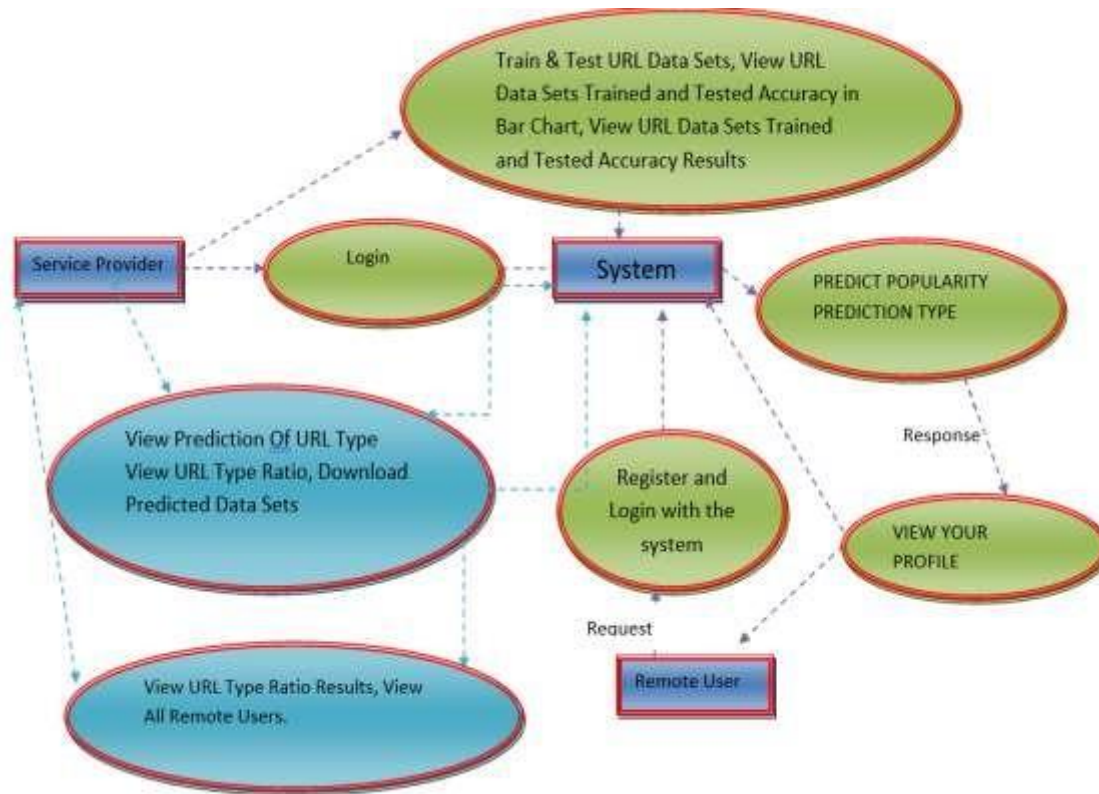 Train & Test URL Data Sets, View URL
Data Sets Trained and Tested Accuracy in
Bar Chart, View URL Data Sets Trained
and Tested Accuracy Results
Service Provider
Login
System
PREDICT POPULARITY
PREDICTION TYPE
View Prediction Of URL Type
View URL Type Ratio, Download
Predicted Data Sets
Response
Register and
Login with the
system
VIEW YOUR
PROFILE
Request
Remote User
View URL Type Ratio Results, View
All Remote Users.